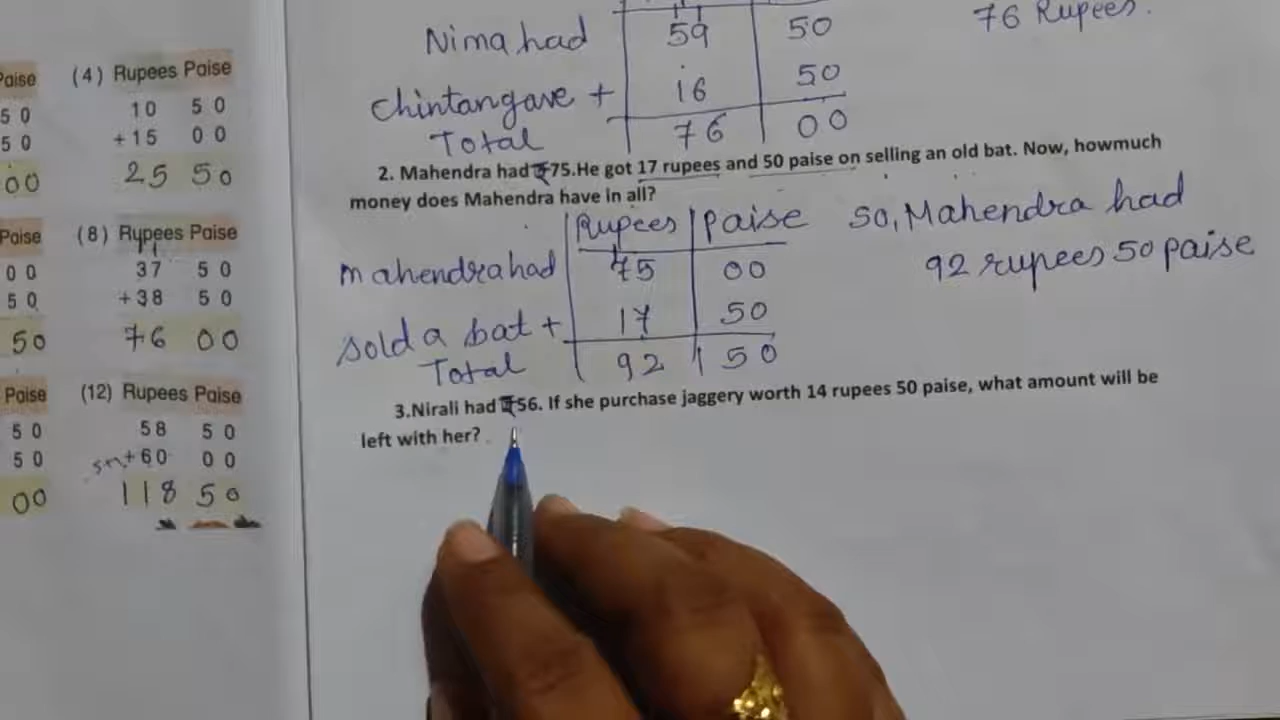 Paise
50
50
00
Paise
00
50
50
Paise
50
50
00
(4) Rupees Paise
10 50
+15 00
25 50
(8) Rupees Paise
11
37 50
+38 50
76 00
(12) Rupees Paise
58 50
+60 00
118 50
Nima had 59 50
76 Rupees.
Chintangave + 16 50
Total 76 00
2. Mahendra had ₹75.He got 17 rupees and 50 paise on selling an old bat. Now, howmuch
money does Mahendra have in all?
Rupees Paise
mahendra had 75 00
sold a bat + 17 50
Total 92 50
SO, Mahendra had
92 rupees 50 paise
3.Nirali had ₹56. If she purchase jaggery worth 14 rupees 50 paise, what amount will be
left with her?